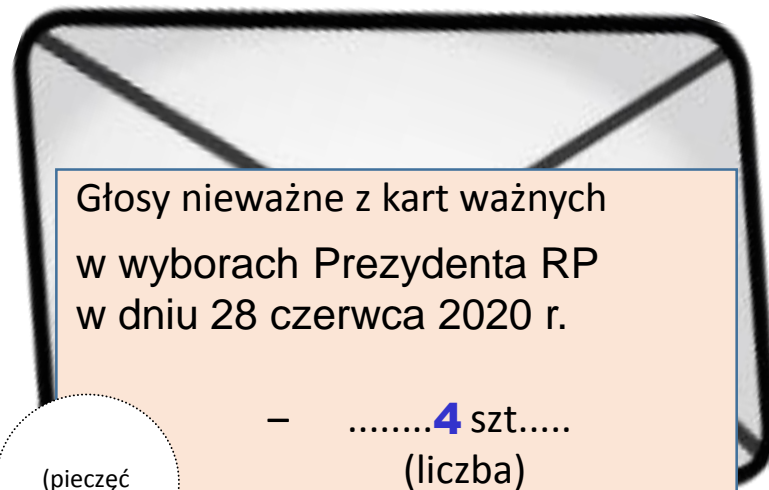 Głosy nieważne z kart ważnych
w wyborach Prezydenta RP
w dniu 28 czerwca 2020 r.
– ........4 szt.....
(liczba)
(pieczęć